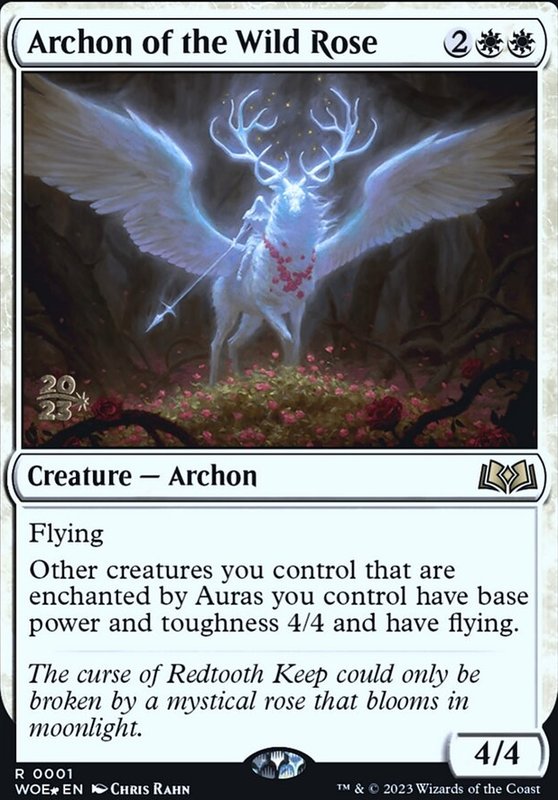 Archon of the Wild Rose 2
20
23
Creature — Archon
Flying
Other creatures you control that are
enchanted by Auras you control have base
power and toughness 4/4 and have flying.
The curse of Redtooth Keep could only be
broken by a mystical rose that blooms in
moonlight.
4/4
R 0001
WOE★EN Chris Rahn
™ & © 2023 Wizards of the Coast